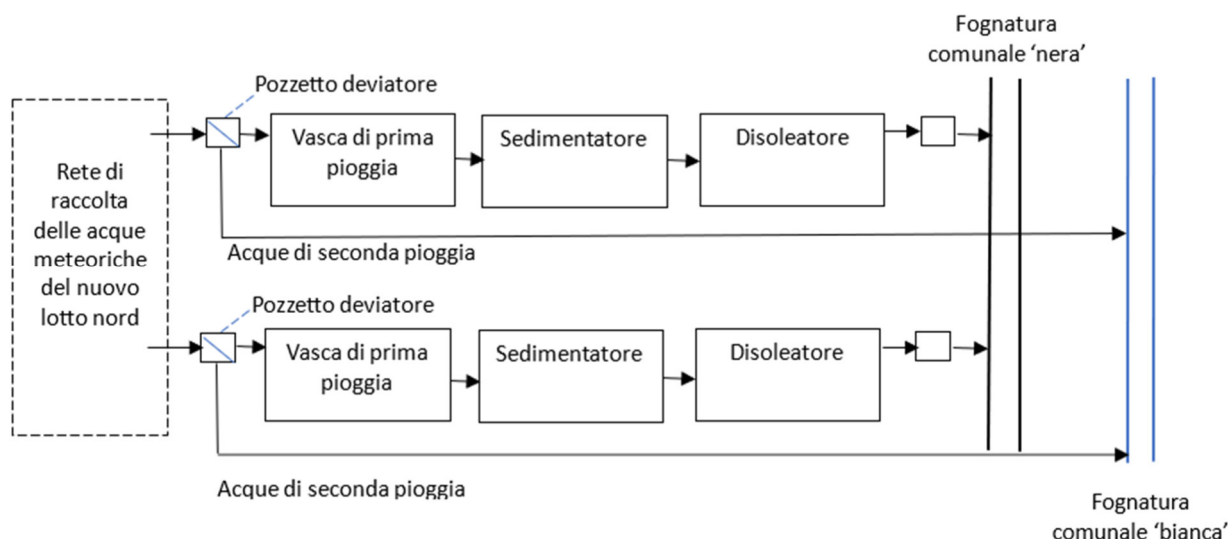 Fognatura
comunale ‘nera’
Pozzetto deviatore
Vasca di prima
pioggia
Sedimentatore
Disoleatore
Rete di
raccolta
delle acque
meteoriche
del nuovo
lotto nord
Acque di seconda pioggia
Pozzetto deviatore
Vasca di prima
pioggia
Sedimentatore
Disoleatore
Acque di seconda pioggia
Fognatura
comunale ‘bianca’